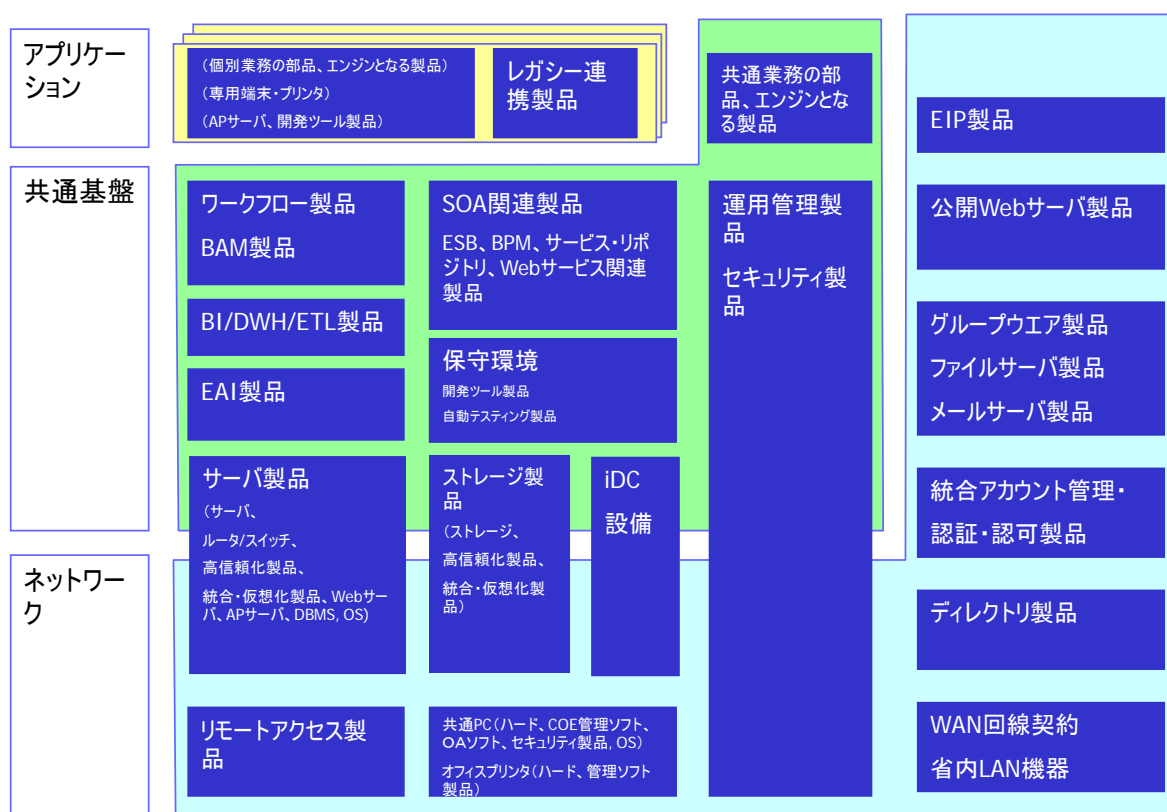 アプリケー
ション
（個別業務の部品、エンジンとなる製品）
（専用端末・プリンタ）
（APサーバ、開発ツール製品）
レガシー連
携製品
共通業務の部
品、エンジンとな
る製品
EIP製品
共通基盤
ワークフロー製品
BAM製品
SOA関連製品
ESB、BPM、サービス・リポ
ジトリ、Webサービス関連
製品
運用管理製
品
セキュリティ製
品
公開Webサーバ製品
BI/DWH/ETL製品
グループウエア製品
ファイルサーバ製品
メールサーバ製品
EAI製品
保守環境
開発ツール製品
自動テスティング製品
サーバ製品
（サーバ、
ルータ/スイッチ、
高信頼化製品、
統合・仮想化製品、Webサー
バ、APサーバ、DBMS, OS)
ストレージ製
品
（ストレージ、
高信頼化製品、
統合・仮想化製
品）
iDC
設備
統合アカウント管理・
認証・認可製品
ネットワー
ク
ディレクトリ製品
リモートアクセス製
品
共通PC（ハード、COE管理ソフト、
OAソフト、セキュリティ製品, OS）
オフィスプリンタ（ハード、管理ソフト
製品）
WAN回線契約
省内LAN機器